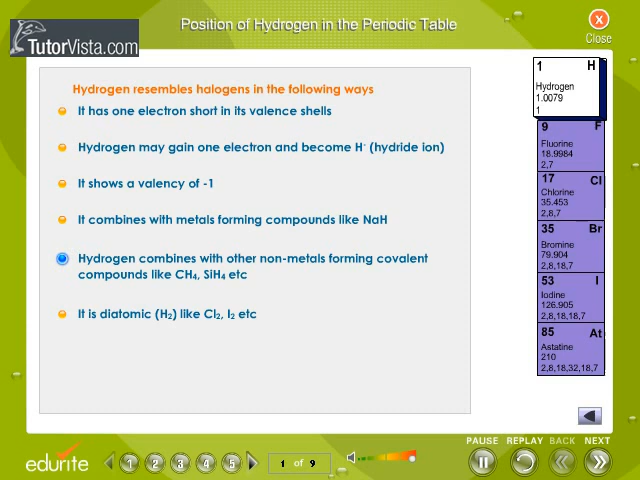 Position of Hydrogen in the Periodic Table
X
Close
TutorVista.com
Hydrogen resembles halogens in the following ways
It has one electron short in its valence shells
Hydrogen may gain one electron and become H⁻ (hydride ion)
It shows a valency of -1
It combines with metals forming compounds like NaH
Hydrogen combines with other non-metals forming covalent
compounds like CH₄, SiH₄ etc
It is diatomic (H₂) like Cl₂, I₂ etc
1 H
Hydrogen
1.0079
1
9 F
Fluorine
18.9984
2,7
17 Cl
Chlorine
35.453
2,8,7
35 Br
Bromine
79.904
2,8,18,7
53 I
Iodine
126.905
2,8,18,18,7
85 At
Astatine
210
2,8,18,32,18,7
PAUSE REPLAY BACK NEXT
edurite
1 2 3 4 5
1 of 9